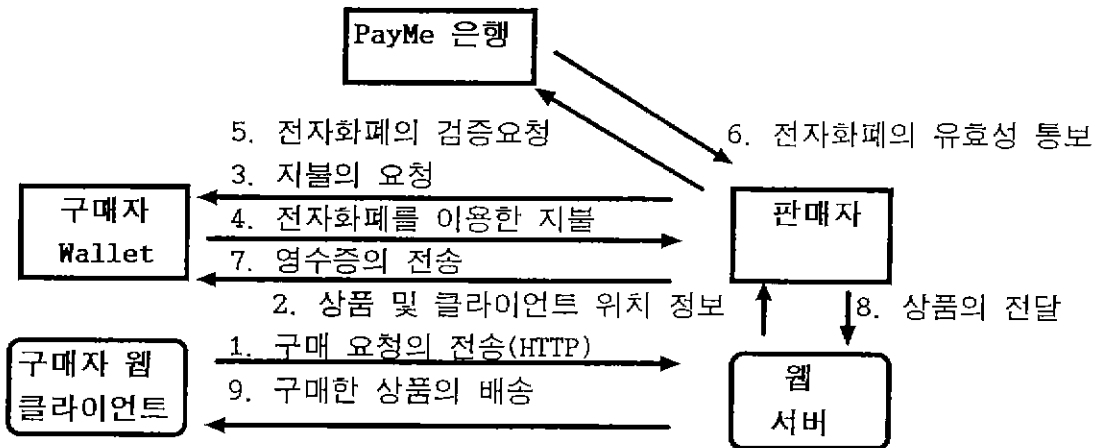 PayMe 은행
5. 전자화폐의 검증요청
6. 전자화폐의 유효성 통보
3. 지불의 요청
구매자
Wallet
4. 전자화폐를 이용한 지불
판매자
7. 영수증의 전송
2. 상품 및 클라이언트 위치 정보
8. 상품의 전달
1. 구매 요청의 전송(HTTP)
구매자 웹
클라이언트
9. 구매한 상품의 배송
웹
서버